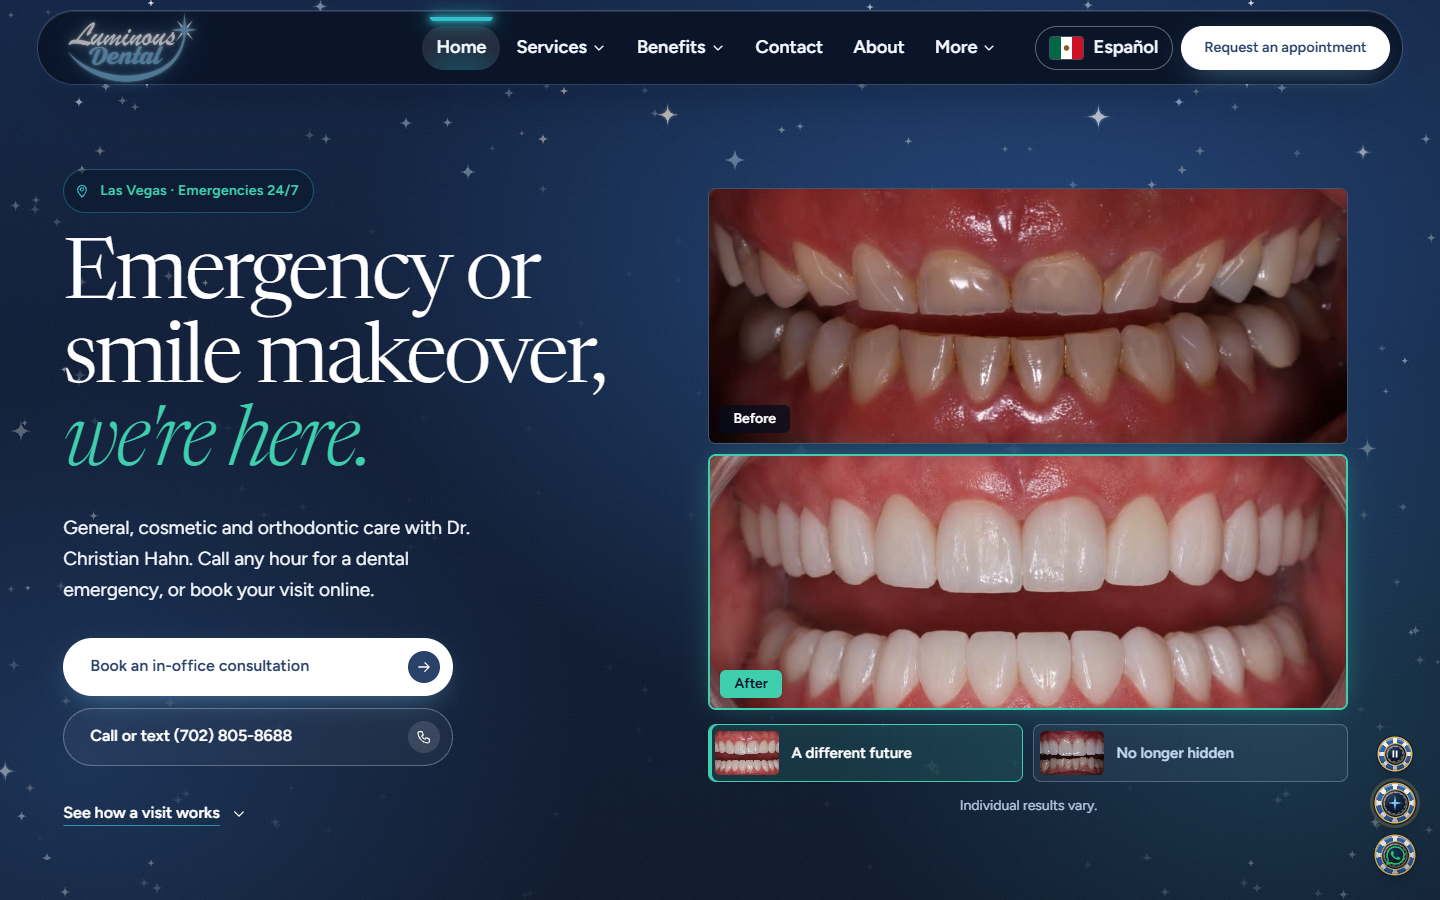 Luminous
Dental
Home
Services
Benefits
Contact
About
More
Español
Request an appointment
Las Vegas · Emergencies 24/7
Emergency or
smile makeover,
we're here.
General, cosmetic and orthodontic care with Dr.
Christian Hahn. Call any hour for a dental
emergency, or book your visit online.
Book an in-office consultation
Call or text (702) 805-8688
See how a visit works
Before
After
A different future
No longer hidden
Individual results vary.